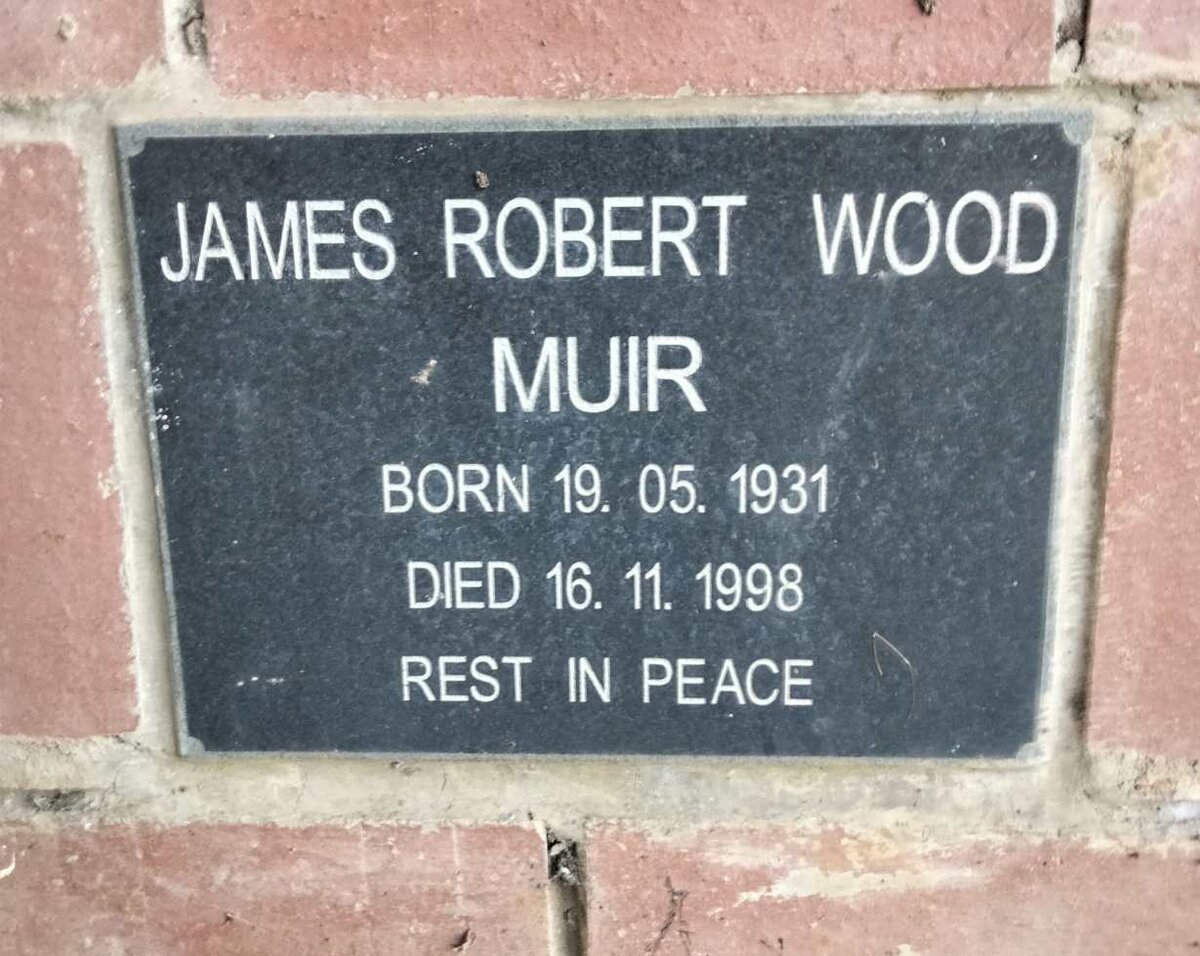 JAMES ROBERT WOOD
MUIR
BORN 19. 05. 1931
DIED 16. 11. 1998
REST IN PEACE